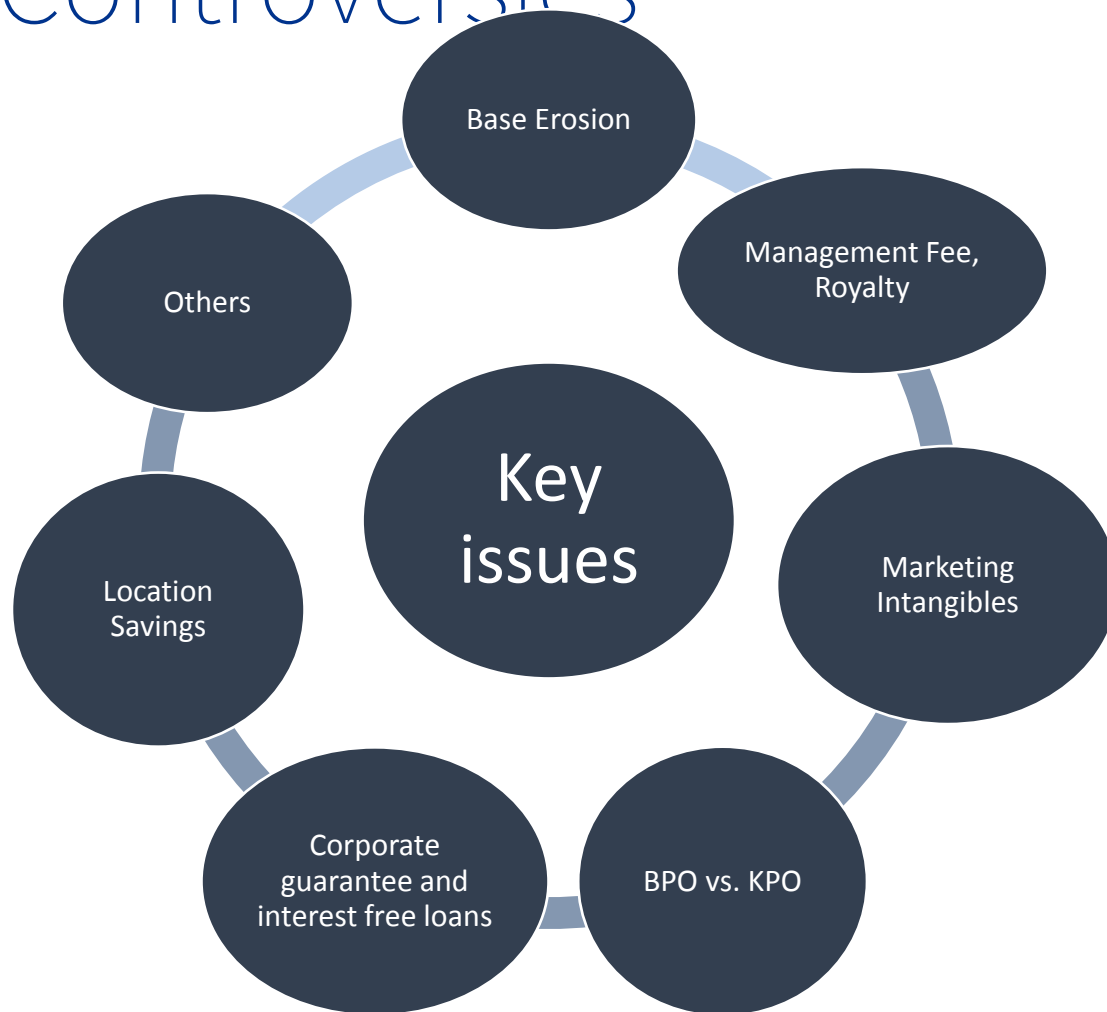 Controversies
Base Erosion
Management Fee,
Royalty
Marketing
Intangibles
BPO vs. KPO
Corporate
guarantee and
interest free loans
Location
Savings
Others
Key
issues